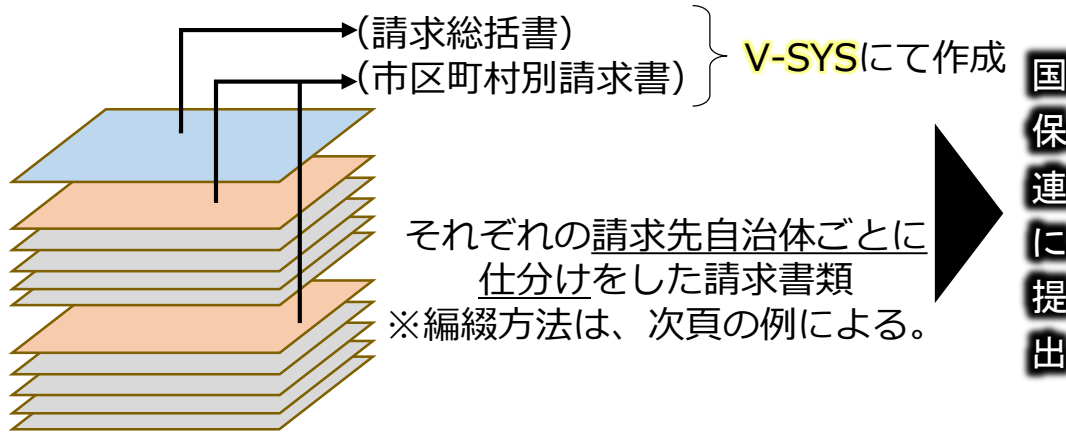 (請求総括書)
(市区町村別請求書)
V-SYSにて作成
それぞれの請求先自治体ごとに
仕分けをした請求書類
※編綴方法は、次頁の例による。
国保連に提出